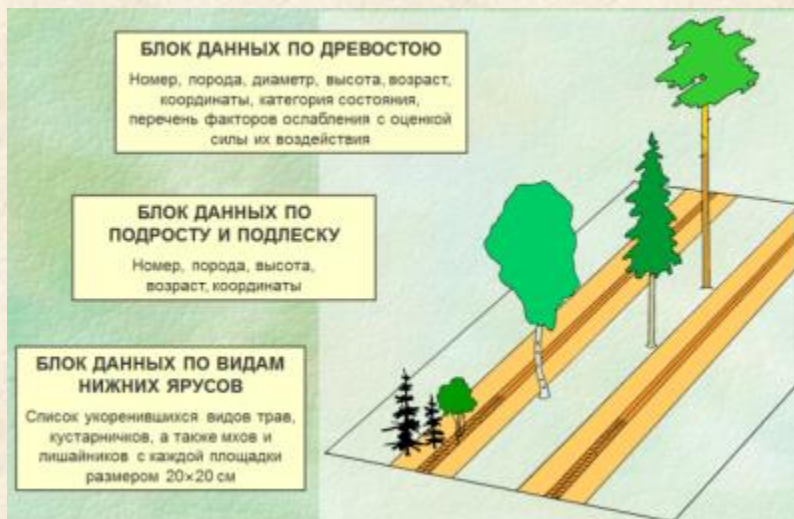 БЛОК ДАННЫХ ПО ДРЕВОСТОЮ
Номер, порода, диаметр, высота, возраст,
координаты, категория состояния,
перечень факторов ослабления с оценкой
силы их воздействия
БЛОК ДАННЫХ ПО
ПОДРОСТУ И ПОДЛЕСКУ
Номер, порода, высота,
возраст, координаты
БЛОК ДАННЫХ ПО ВИДАМ
НИЖНИХ ЯРУСОВ
Список укоренившихся видов трав,
кустарничков, а также мхов и
лишайников с каждой площадки
размером 20×20 см